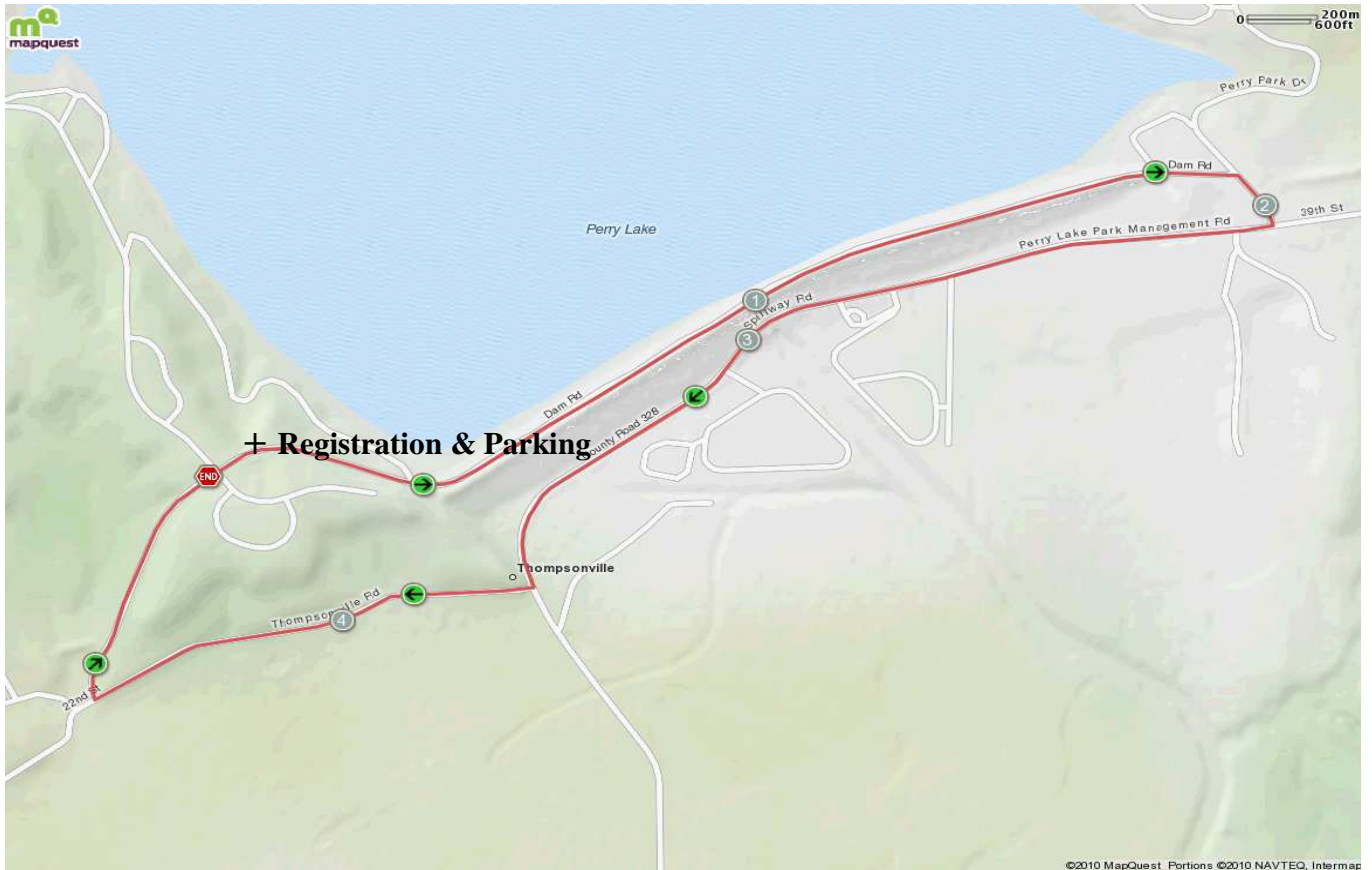 mapquest
0 200m
600ft
Perry Park Dr
Dam Rd
2
39th St
Perry Lake Park Management Rd
Perry Lake
1
Spillway Rd
3
Dam Rd
County Road 328
+ Registration & Parking
END
Thompsonville
Thompsonville Rd
4
22nd St
©2010 MapQuest Portions ©2010 NAVTEQ, Intermap